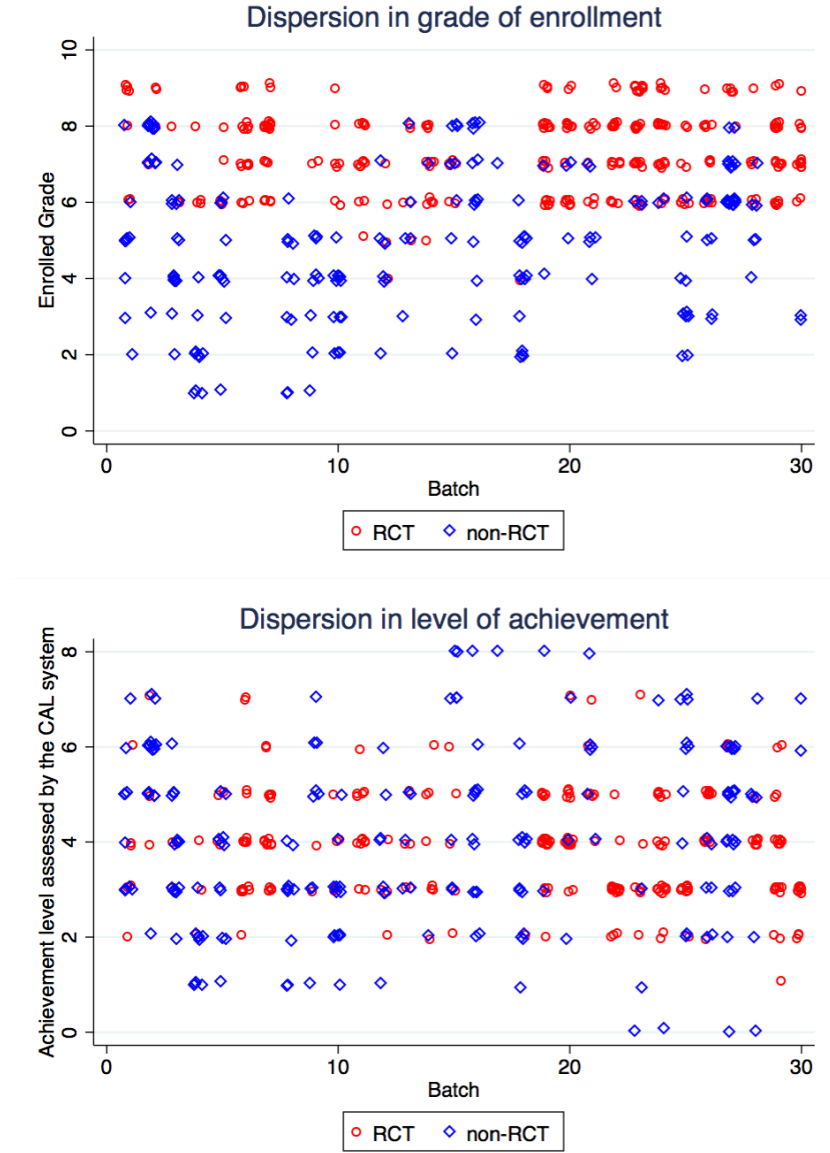 Dispersion in grade of enrollment
10
8
6
4
2
0
Enrolled Grade
0 10 20 30
Batch
RCT non-RCT
Dispersion in level of achievement
8
6
4
2
0
Achievement level assessed by the CAL system
0 10 20 30
Batch
RCT non-RCT